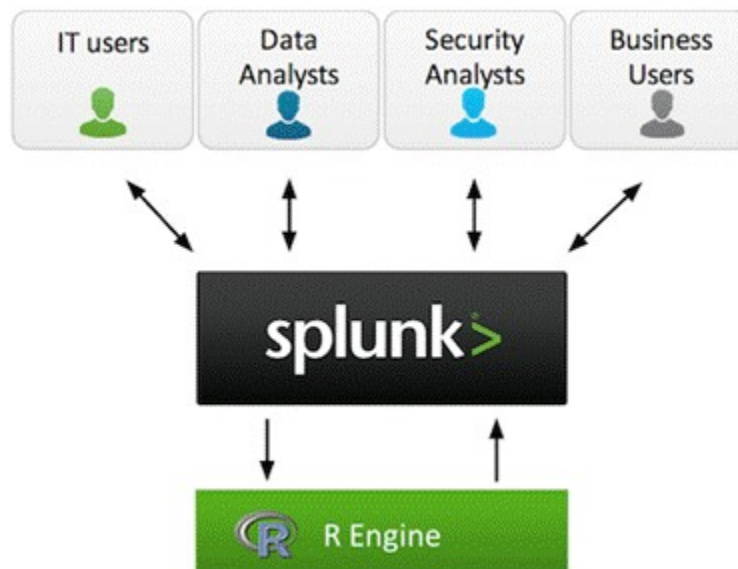 IT users
Data
Analysts
Security
Analysts
Business
Users
splunk>
R R Engine